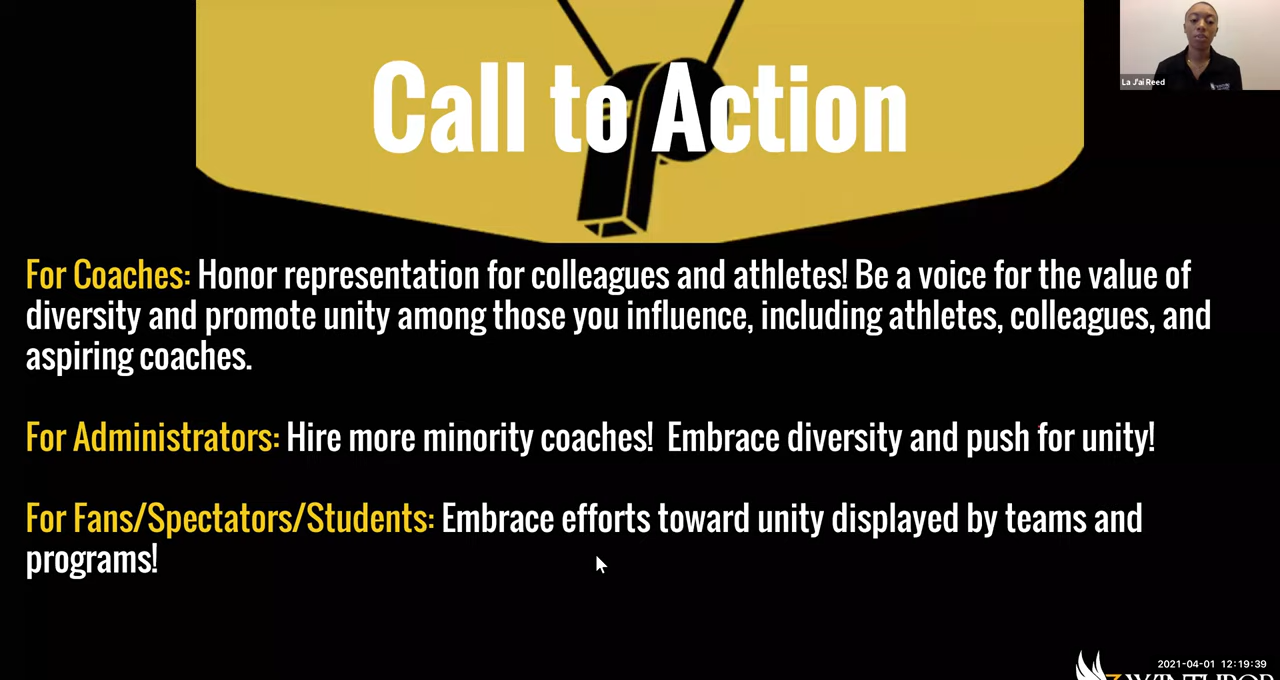 Call to Action
La J'ai Reed
For Coaches: Honor representation for colleagues and athletes! Be a voice for the value of
diversity and promote unity among those you influence, including athletes, colleagues, and
aspiring coaches.
For Administrators: Hire more minority coaches!  Embrace diversity and push for unity!
For Fans/Spectators/Students: Embrace efforts toward unity displayed by teams and
programs!
2021-04-01 12:19:39